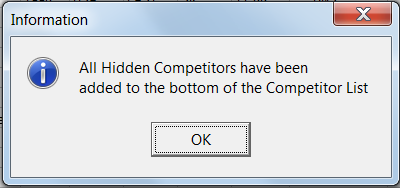 Information
All Hidden Competitors have been
added to the bottom of the Competitor List
OK